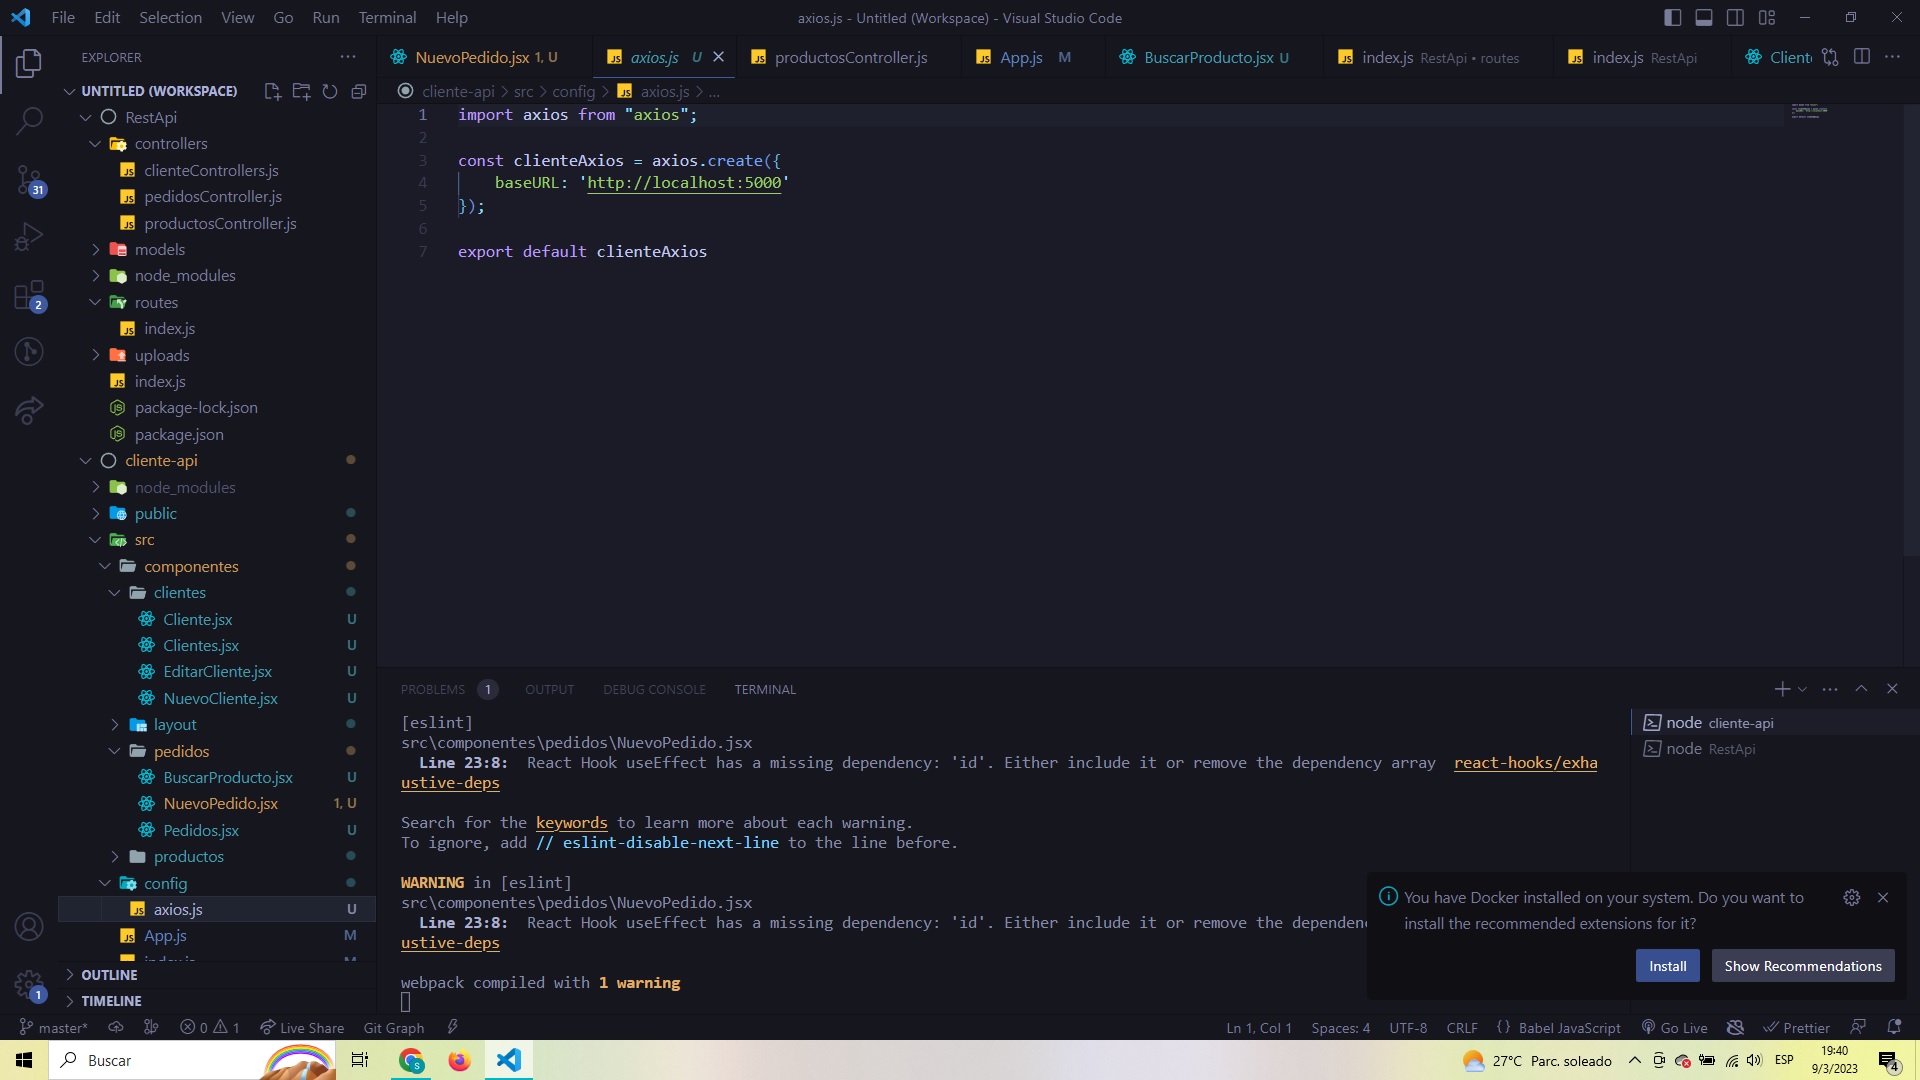 File Edit Selection View Go Run Terminal Help
axios.js - Untitled (Workspace) - Visual Studio Code
EXPLORER
NuevoPedido.jsx 1, U
axios.js U
productosController.js
App.js M
BuscarProducto.jsx U
index.js RestApi • routes
index.js RestApi
Client
UNTITLED (WORKSPACE)
cliente-api > src > config > axios.js > ...
RestApi
controllers
clienteControllers.js
pedidosController.js
productosController.js
models
node_modules
routes
index.js
uploads
index.js
package-lock.json
package.json
cliente-api
node_modules
public
src
componentes
clientes
Cliente.jsx U
Clientes.jsx U
EditarCliente.jsx U
NuevoCliente.jsx U
layout
pedidos
BuscarProducto.jsx U
NuevoPedido.jsx 1, U
Pedidos.jsx U
productos
config
axios.js U
App.js M
index.js M
OUTLINE
TIMELINE
31
2
1
1 import axios from "axios";
2
3 const clienteAxios = axios.create({
4 baseURL: 'http://localhost:5000'
5 });
6
7 export default clienteAxios
PROBLEMS 1 OUTPUT DEBUG CONSOLE TERMINAL
[eslint]
src\componentes\pedidos\NuevoPedido.jsx
Line 23:8: React Hook useEffect has a missing dependency: 'id'. Either include it or remove the dependency array react-hooks/exha
ustive-deps
Search for the keywords to learn more about each warning.
To ignore, add // eslint-disable-next-line to the line before.
WARNING in [eslint]
src\componentes\pedidos\NuevoPedido.jsx
Line 23:8: React Hook useEffect has a missing dependency: 'id'. Either include it or remove the dependenc
ustive-deps
webpack compiled with 1 warning
node cliente-api
node RestApi
You have Docker installed on your system. Do you want to
install the recommended extensions for it?
Install
Show Recommendations
master* 0 1 Live Share Git Graph
Ln 1, Col 1 Spaces: 4 UTF-8 CRLF {} Babel JavaScript Go Live Prettier
Buscar
27°C Parc. soleado
ESP
19:40
9/3/2023
4